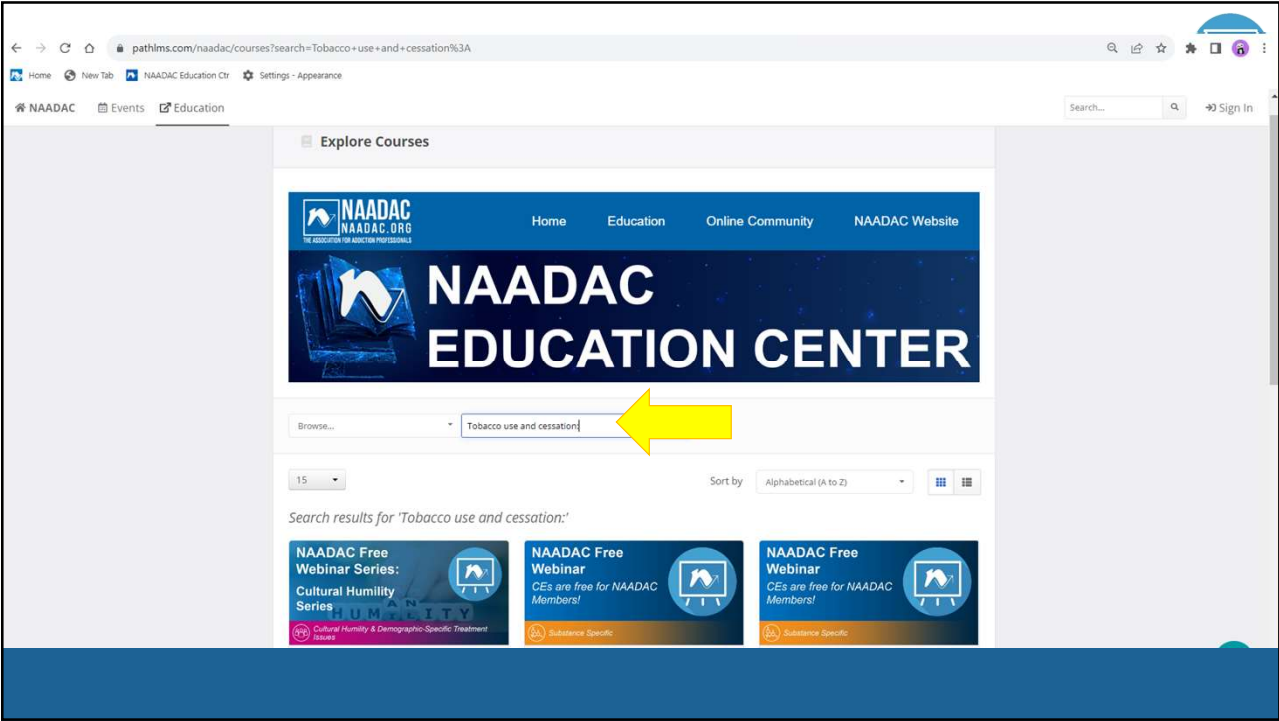 pathlms.com/naadac/courses?search=Tobacco+use+and+cessation%3A
Home New Tab NAADAC Education Ctr Settings - Appearance
NAADAC Events Education Search... Sign In
Explore Courses
NAADAC
NAADAC.ORG
THE ASSOCIATION FOR ADDICTION PROFESSIONALS
Home Education Online Community NAADAC Website
NAADAC
EDUCATION CENTER
Browse... Tobacco use and cessation:
15 Sort by Alphabetical (A to Z)
Search results for 'Tobacco use and cessation:'
NAADAC Free
Webinar Series:
Cultural Humility
Series
HUMILITY
AN
Cultural Humility & Demographic-Specific Treatment
Issues
NAADAC Free
Webinar
CEs are free for NAADAC
Members!
Substance Specific
NAADAC Free
Webinar
CEs are free for NAADAC
Members!
Substance Specific